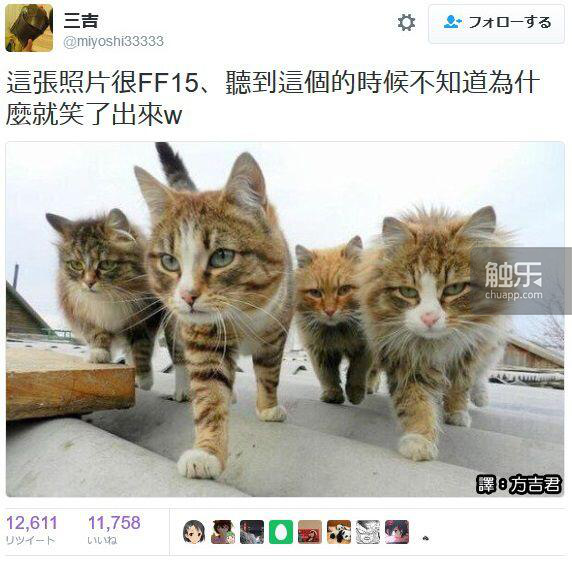 三吉
@miyoshi33333
フォローする
這張照片很FF15、聽到這個的時候不知道為什
麼就笑了出來w
触乐
chuapp.com
譯：方吉君
12,611
11,758
リツイート
いいね